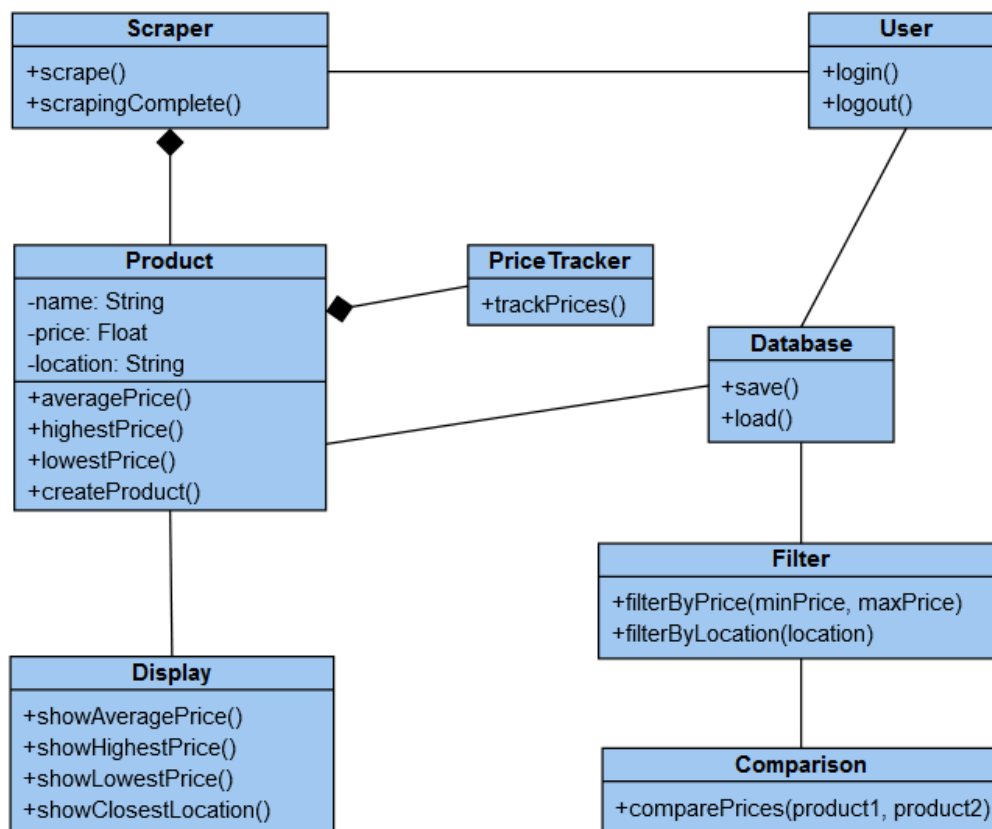 Scraper
+scrape()
+scrapingComplete()
User
+login()
+logout()
Product
-name: String
-price: Float
-location: String
+averagePrice()
+highestPrice()
+lowestPrice()
+createProduct()
PriceTracker
+trackPrices()
Database
+save()
+load()
Filter
+filterByPrice(minPrice, maxPrice)
+filterByLocation(location)
Display
+showAveragePrice()
+showHighestPrice()
+showLowestPrice()
+showClosestLocation()
Comparison
+comparePrices(product1, product2)